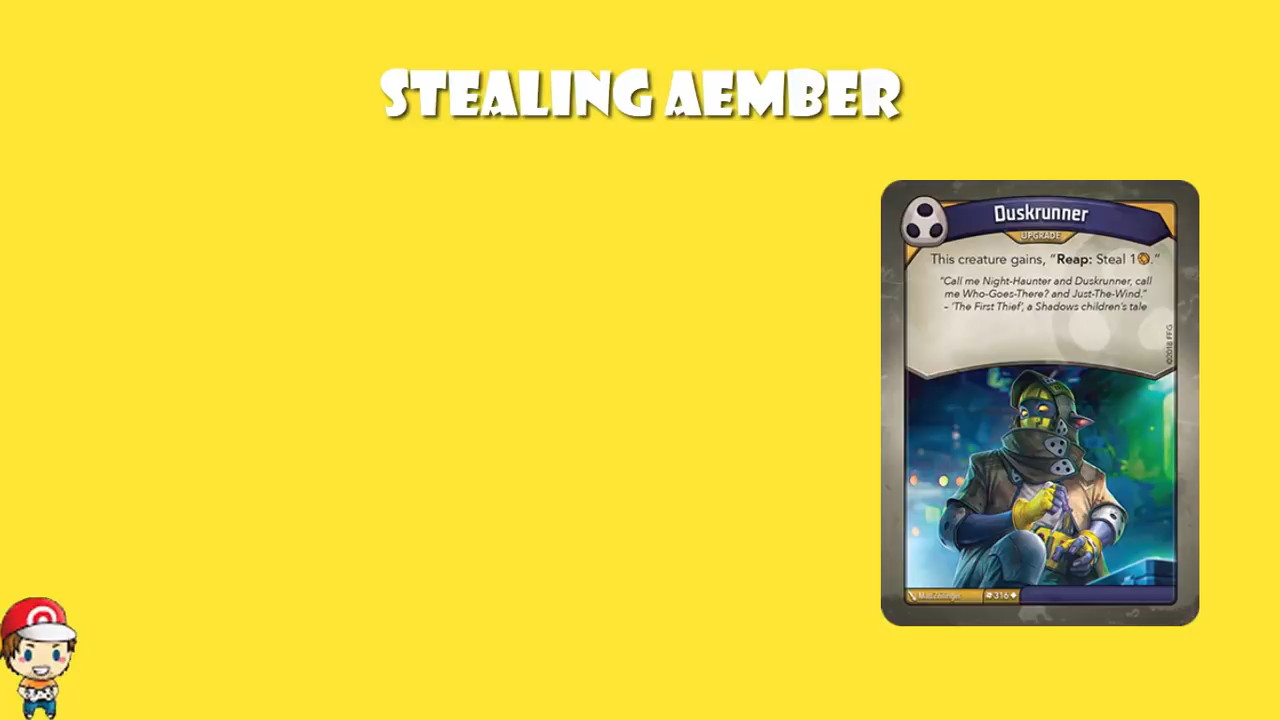 STEALING AEMBER
Duskrunner
UPGRADE
This creature gains, “Reap: Steal 1.”
“Call me Night-Haunter and Duskrunner, call
me Who-Goes-There? and Just-The-Wind.”
– ‘The First Thief’, a Shadows children’s tale
©2018 FFG
316